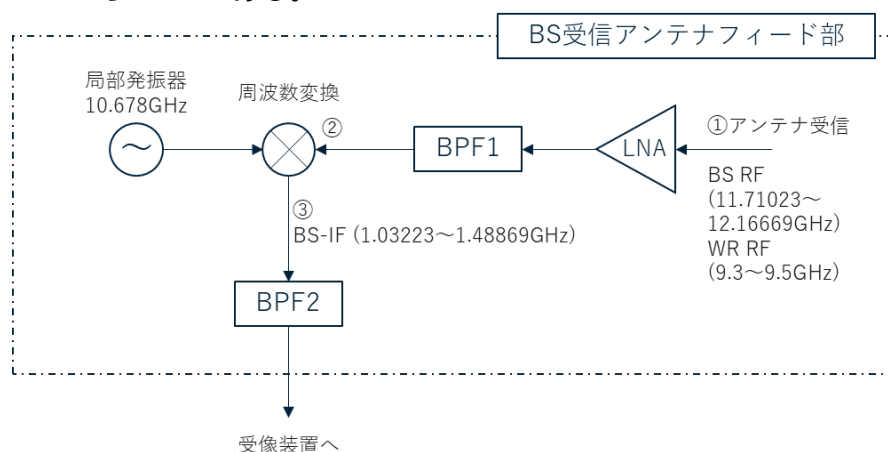 BS受信アンテナフィード部
局部発振器
10.678GHz
周波数変換
②
BPF1
LNA
①アンテナ受信
BS RF
(11.71023～
12.16669GHz)
WR RF
(9.3～9.5GHz)
③
BS-IF (1.03223～1.48869GHz)
BPF2
受像装置へ